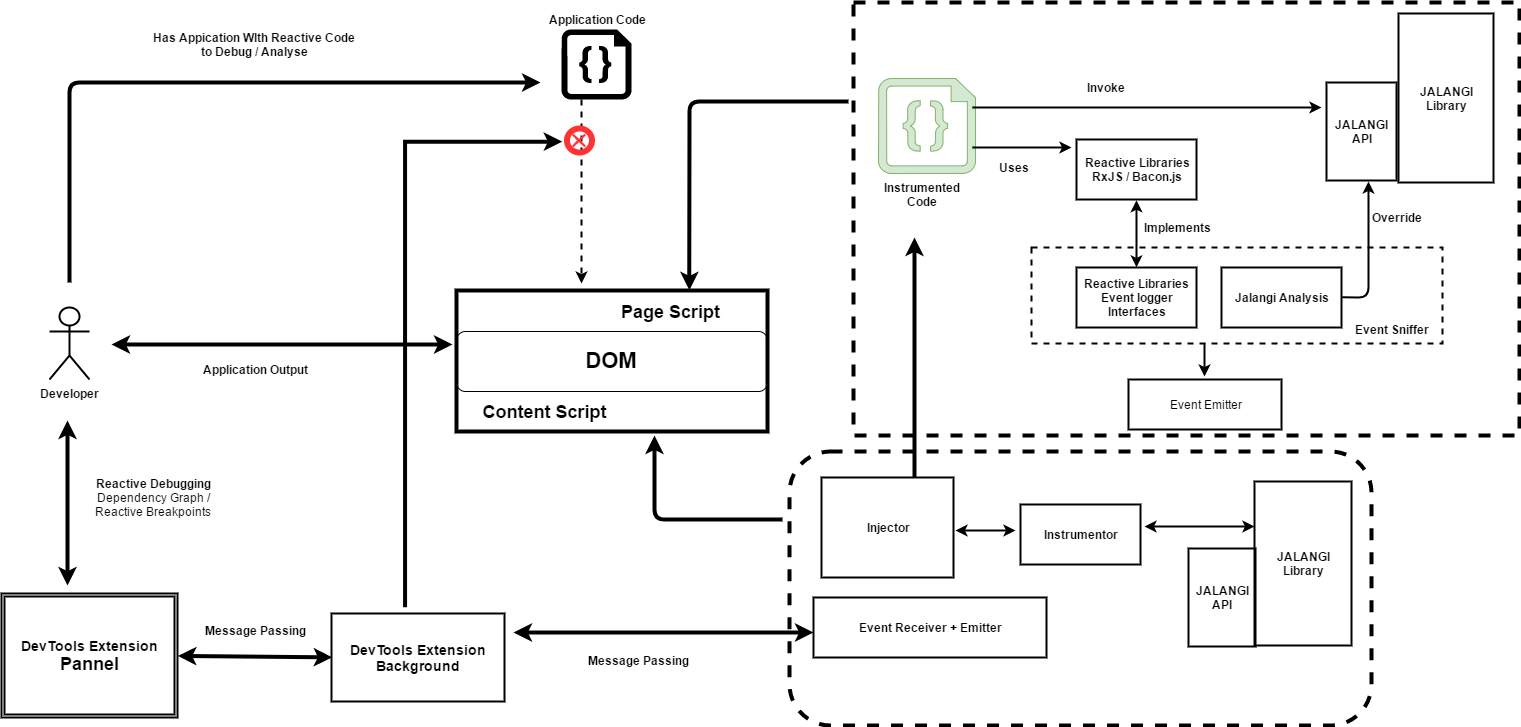 Application Code
Has Appication WIth Reactive Code
to Debug / Analyse
{ }
{ }
Instrumented
Code
Invoke
Uses
Reactive Libraries
RxJS / Bacon.js
JALANGI
API
JALANGI
Library
Override
Implements
Reactive Libraries
Event logger
Interfaces
Jalangi Analysis
Event Sniffer
Event Emitter
Page Script
DOM
Content Script
Developer
Application Output
Reactive Debugging
Dependency Graph /
Reactive Breakpoints
Injector
Instrumentor
JALANGI
Library
JALANGI
API
Event Receiver + Emitter
DevTools Extension
Pannel
Message Passing
DevTools Extension
Background
Message Passing